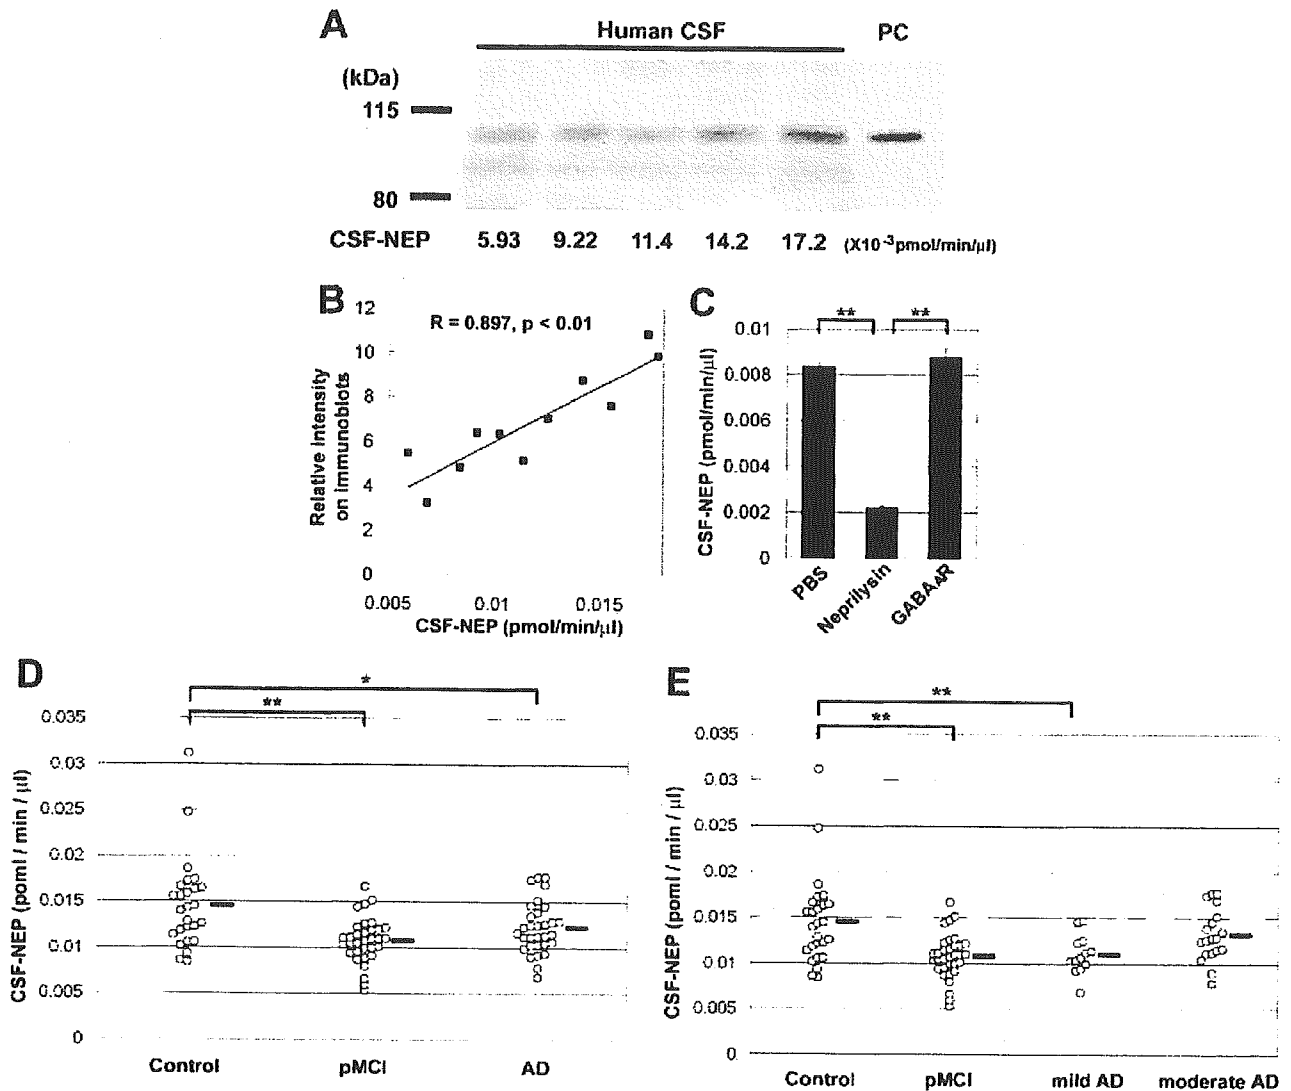 A
Human CSF
PC
(kDa)
115
80
CSF-NEP 5.93 9.22 11.4 14.2 17.2 (X10⁻³pmol/min/μl)
B
R = 0.897, p < 0.01
Relative Intensity
on immunoblots
12
10
8
6
4
2
0
0.005 0.01 0.015
CSF-NEP (pmol/min/μl)
C
** **
CSF-NEP (pmol/min/μl)
0.01
0.008
0.006
0.004
0.002
0
PBS Neprilysin GABAAR
D
*
**
CSF-NEP (poml / min / μl)
0.035
0.03
0.025
0.02
0.015
0.01
0.005
0
Control pMCI AD
E
**
**
CSF-NEP (poml / min / μl)
0.035
0.03
0.025
0.02
0.015
0.01
0.005
0
Control pMCI mild AD moderate AD